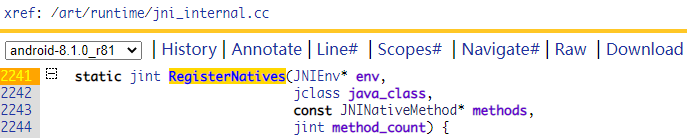 xref: /art/runtime/jni_internal.cc
android-8.1.0_r81 | History | Annotate | Line# | Scopes# | Navigate# | Raw | Download
2241 static jint RegisterNatives(JNIEnv* env,
2242 jclass java_class,
2243 const JNINativeMethod* methods,
2244 jint method_count) {